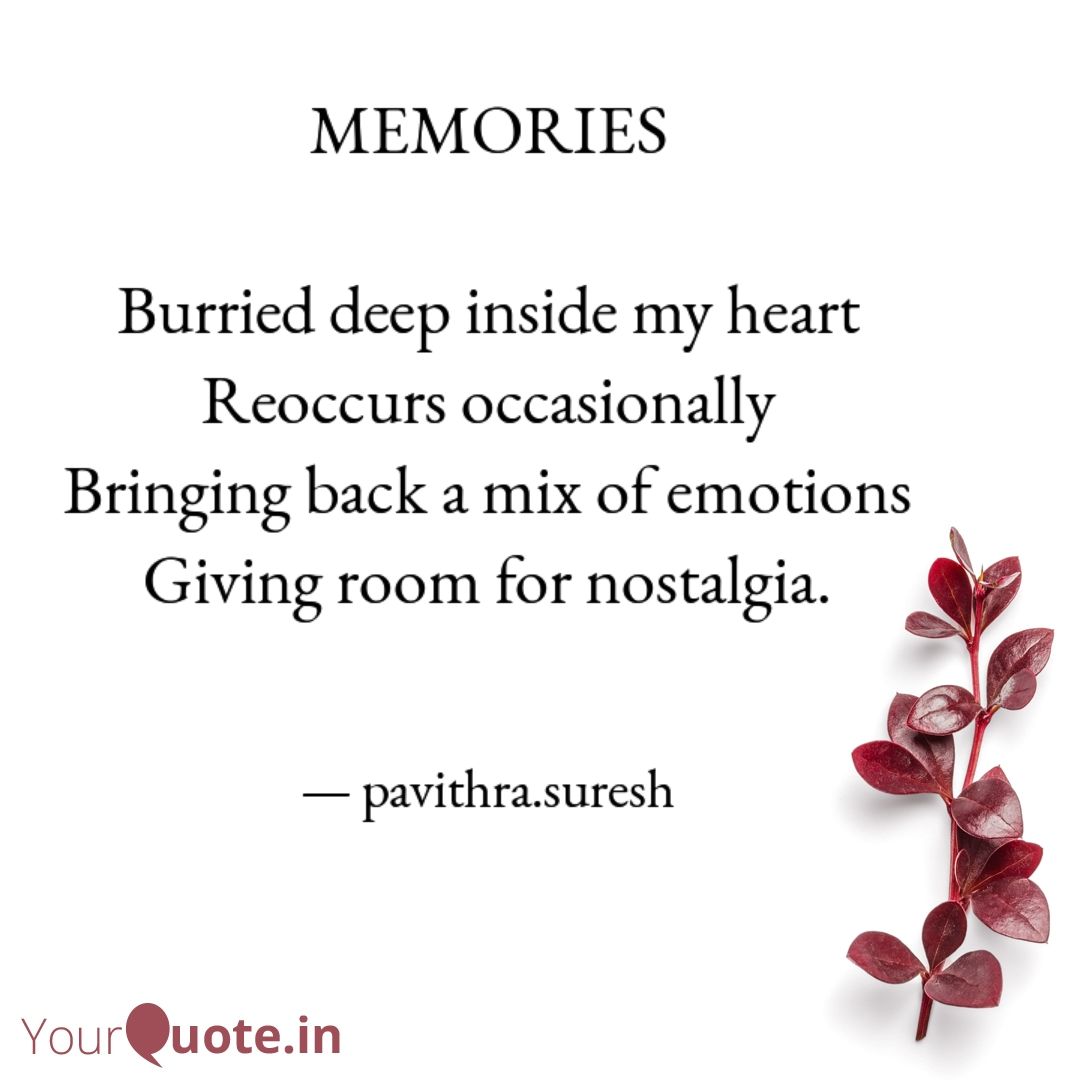 MEMORIES
Burried deep inside my heart
Reoccurs occasionally
Bringing back a mix of emotions
Giving room for nostalgia.
— pavithra.suresh
YourQuote.in